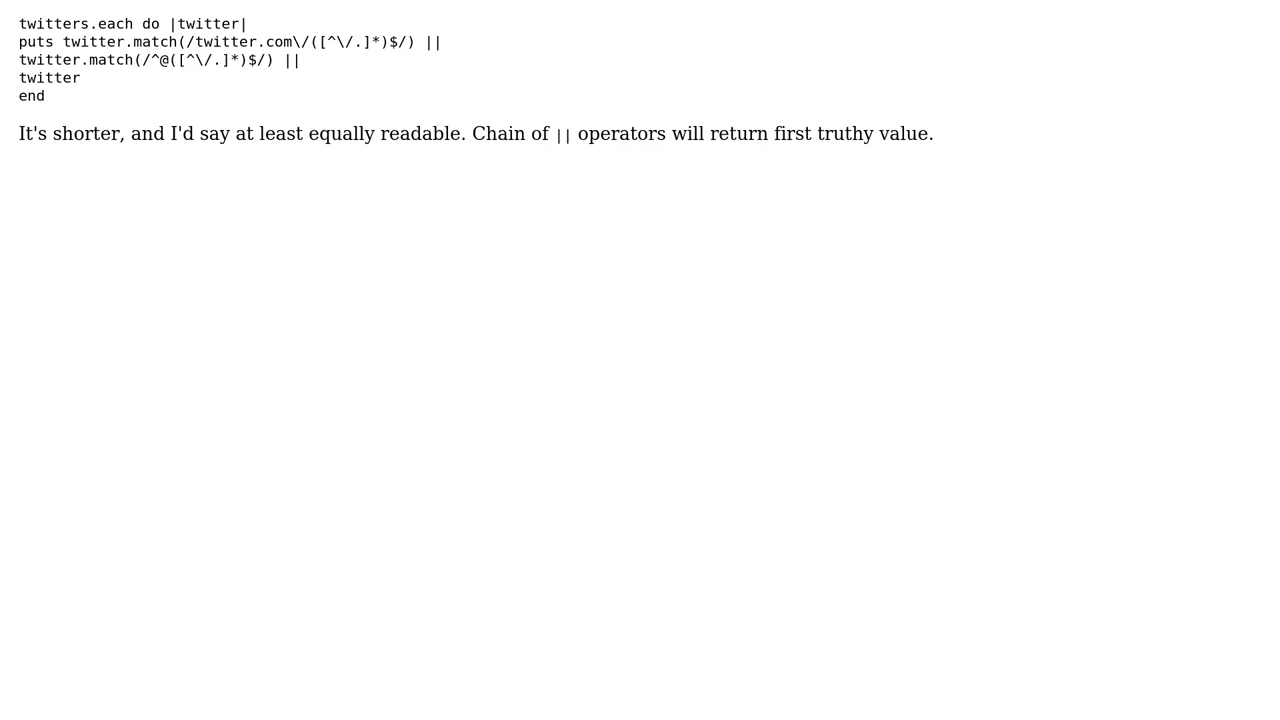 twitters.each do |twitter|
puts twitter.match(/twitter.com\/([^\/.]*)$/) ||
twitter.match(/^@([^\/.]*)$/) ||
twitter
end
It's shorter, and I'd say at least equally readable. Chain of || operators will return first truthy value.